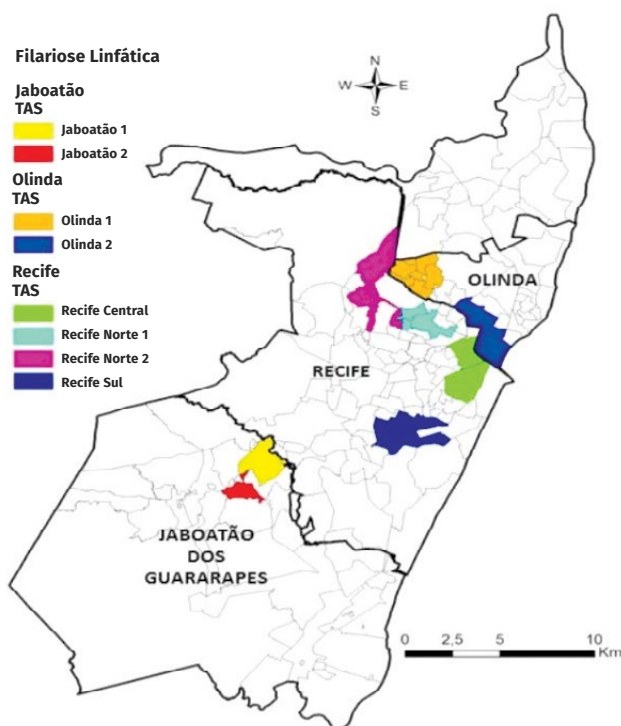 Filariose Linfática
Jaboatão
TAS
Jaboatão 1
Jaboatão 2
Olinda
TAS
Olinda 1
Olinda 2
Recife
TAS
Recife Central
Recife Norte 1
Recife Norte 2
Recife Sul
N
W E
S
OLINDA
RECIFE
JABOATÃO
DOS
GUARARAPES
0 2,5 5 10
Km